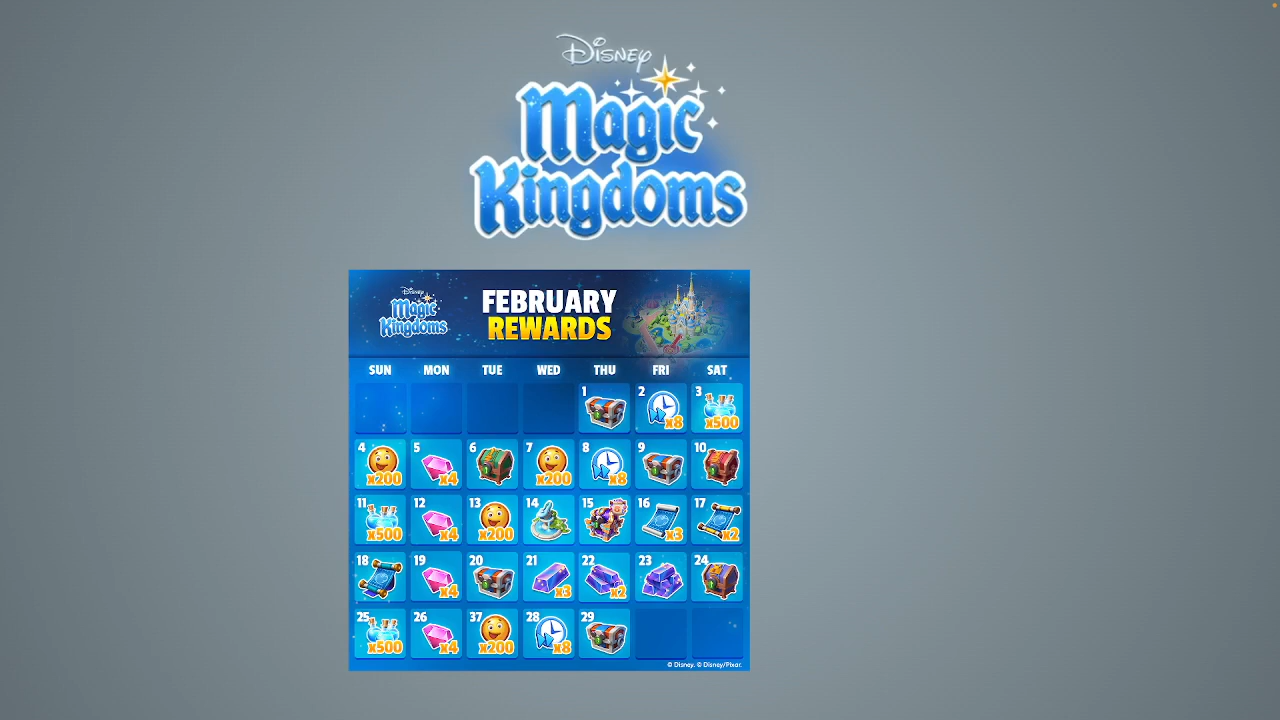 Disney
Magic
Kingdoms
Disney
Magic
Kingdoms
FEBRUARY
REWARDS
SUN MON TUE WED THU FRI SAT
1 2 x8 3 x500
4 x200 5 x4 6 7 x200 8 x8 9 10
11 x500 12 x4 13 x200 14 15 16 x3 17 x2
18 19 x4 20 21 x3 22 x2 23 24
25 x500 26 x4 37 x200 28 x8 29
© Disney. © Disney/Pixar.